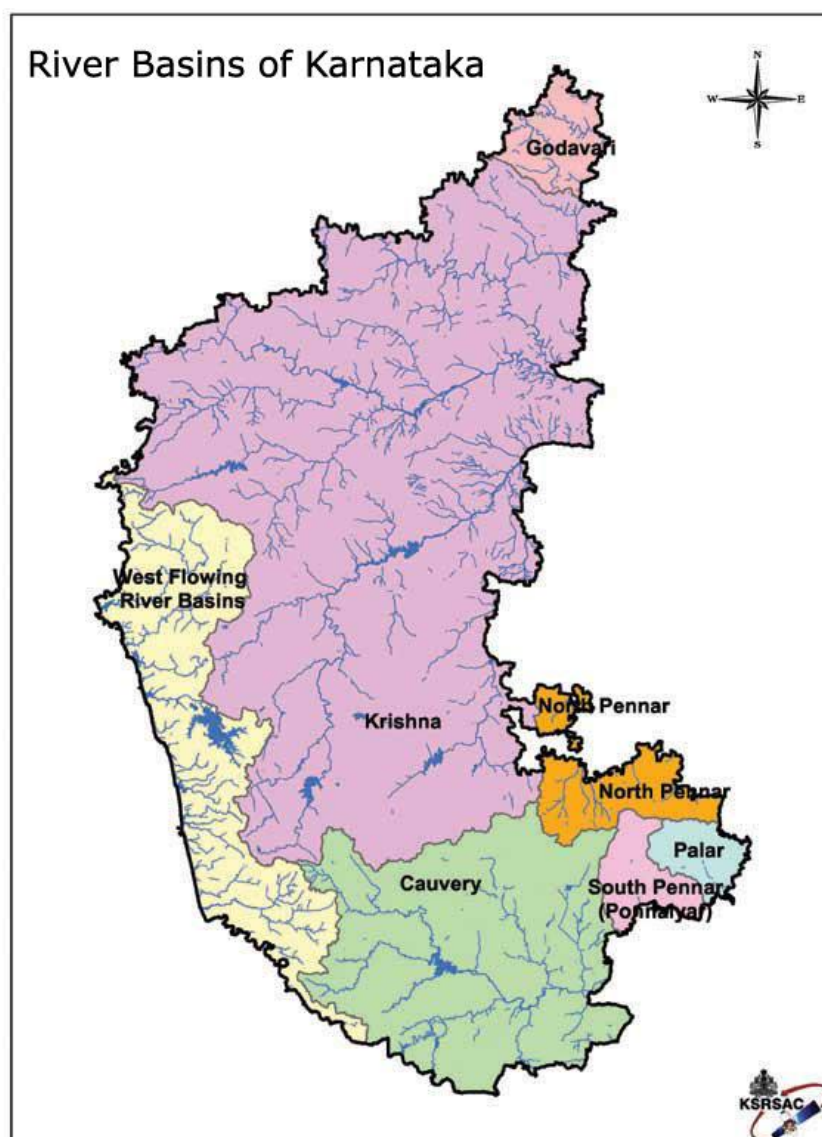 River Basins of Karnataka
N
W
E
S
Godavari
West Flowing
River Basins
North Pennar
Krishna
North Pennar
Palar
Cauvery
South Pennar
(Ponnaiyar)
KSRSAC